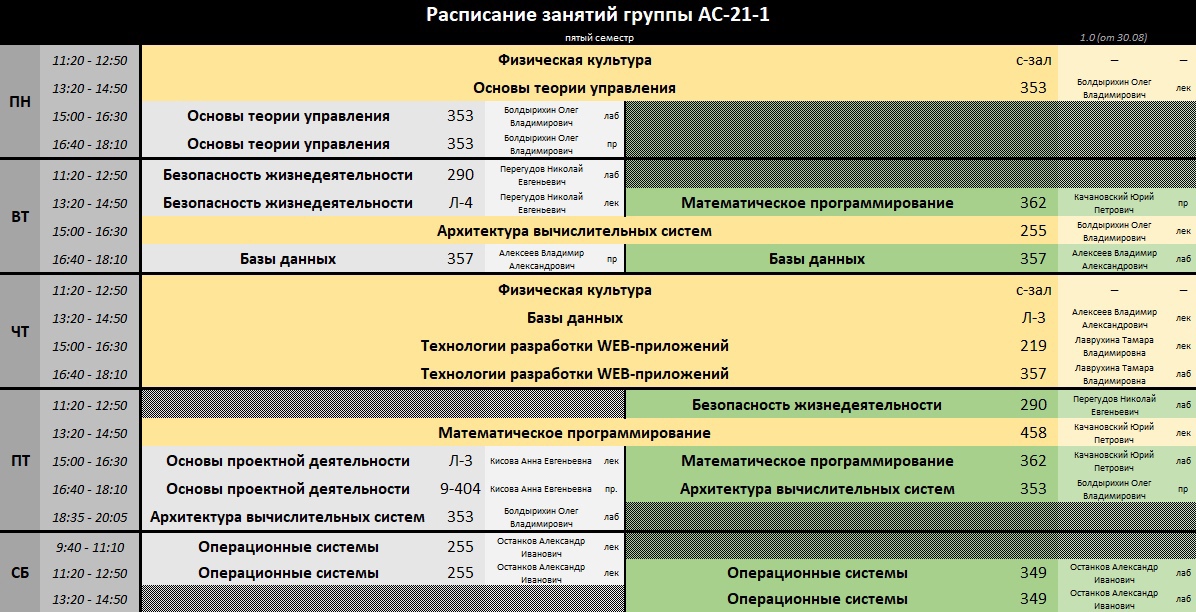 Расписание занятий группы АС-21-1
пятый семестр 1.0 (от 30.08)
ПН
11:20 - 12:50 Физическая культура с-зал – –
13:20 - 14:50 Основы теории управления 353 Болдырихин Олег Владимирович лек
15:00 - 16:30 Основы теории управления 353 Болдырихин Олег Владимирович лаб
16:40 - 18:10 Основы теории управления 353 Болдырихин Олег Владимирович пр
ВТ
11:20 - 12:50 Безопасность жизнедеятельности 290 Перегудов Николай Евгеньевич лаб
13:20 - 14:50 Безопасность жизнедеятельности Л-4 Перегудов Николай Евгеньевич лек Математическое программирование 362 Качановский Юрий Петрович пр
15:00 - 16:30 Архитектура вычислительных систем 255 Болдырихин Олег Владимирович лек
16:40 - 18:10 Базы данных 357 Алексеев Владимир Александрович пр Базы данных 357 Алексеев Владимир Александрович лаб
ЧТ
11:20 - 12:50 Физическая культура с-зал – –
13:20 - 14:50 Базы данных Л-3 Алексеев Владимир Александрович лек
15:00 - 16:30 Технологии разработки WEB-приложений 219 Лаврухина Тамара Владимировна лек
16:40 - 18:10 Технологии разработки WEB-приложений 357 Лаврухина Тамара Владимировна лаб
ПТ
11:20 - 12:50 Безопасность жизнедеятельности 290 Перегудов Николай Евгеньевич лаб
13:20 - 14:50 Математическое программирование 458 Качановский Юрий Петрович лек
15:00 - 16:30 Основы проектной деятельности Л-3 Кисова Анна Евгеньевна лек Математическое программирование 362 Качановский Юрий Петрович лаб
16:40 - 18:10 Основы проектной деятельности 9-404 Кисова Анна Евгеньевна пр. Архитектура вычислительных систем 353 Болдырихин Олег Владимирович пр
18:35 - 20:05 Архитектура вычислительных систем 353 Болдырихин Олег Владимирович лаб
СБ
9:40 - 11:10 Операционные системы 255 Останков Александр Иванович лек
11:20 - 12:50 Операционные системы 255 Останков Александр Иванович лек Операционные системы 349 Останков Александр Иванович лаб
13:20 - 14:50 Операционные системы 349 Останков Александр Иванович лаб